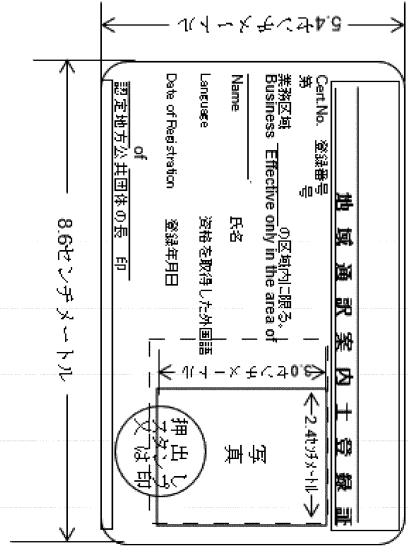 地域通訳案内士登録証
Cert.No. 登録番号
第 号
業務区域 の区域内に限る。
Business Effective only in the area of
Name 氏名
Language 資格を取得した外国語
Date of Registration 登録年月日
of
認定地方公共団体の長 印
写真
押出し
スタンプ
又は印
2.4センチメートル
3.0センチメートル
5.4センチメートル
8.6センチメートル